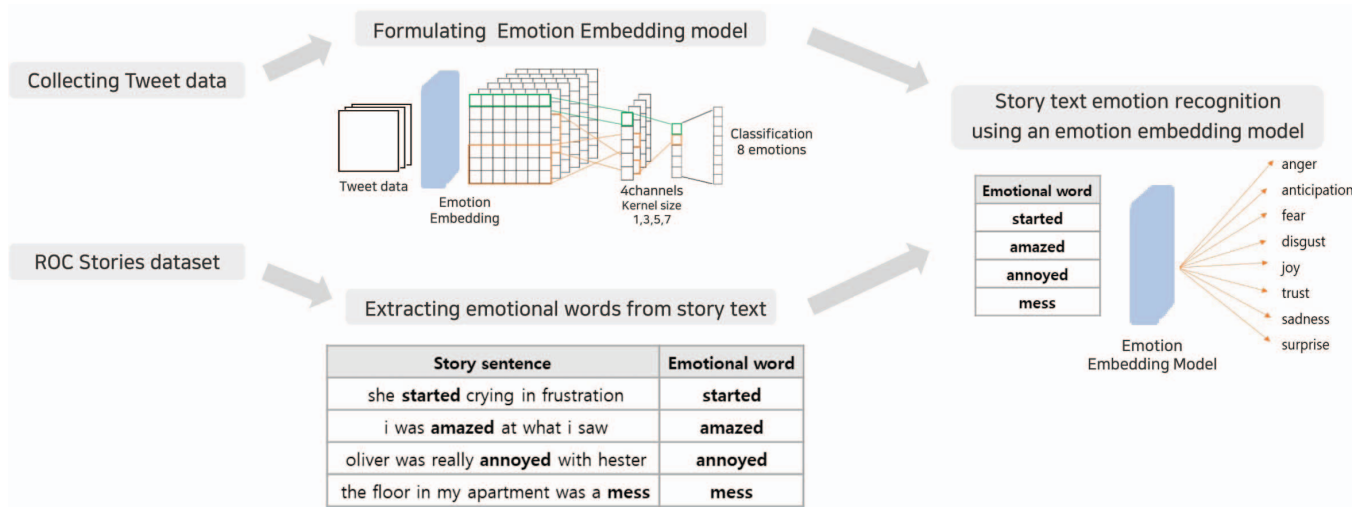 Formulating Emotion Embedding model
Collecting Tweet data
Tweet data
Emotion
Embedding
4channels
Kernel size
1,3,5,7
Classification
8 emotions
ROC Stories dataset
Extracting emotional words from story text
Story sentence Emotional word
she started crying in frustration started
i was amazed at what i saw amazed
oliver was really annoyed with hester annoyed
the floor in my apartment was a mess mess
Story text emotion recognition
using an emotion embedding model
Emotional word
started
amazed
annoyed
mess
Emotion
Embedding Model
anger
anticipation
fear
disgust
joy
trust
sadness
surprise